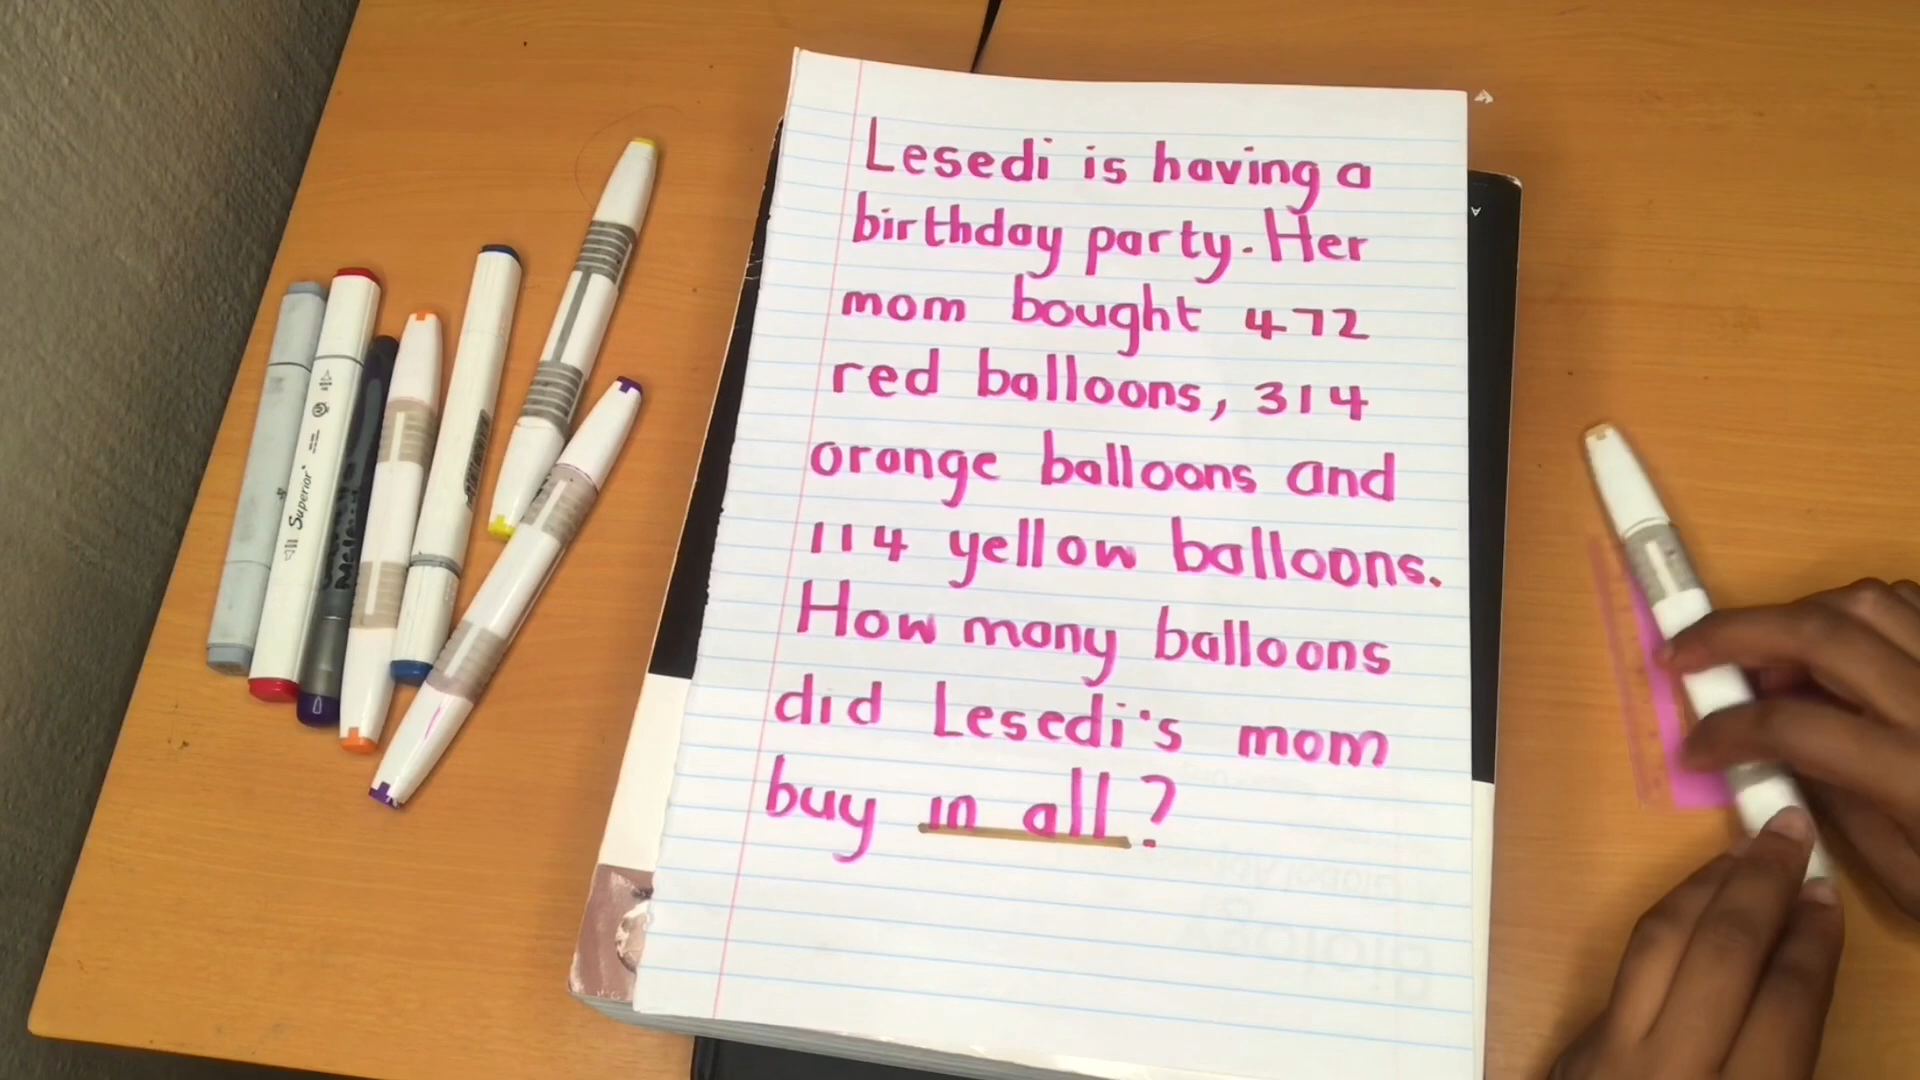 Lesedi is having a
birthday party. Her
mom bought 472
red balloons, 314
orange balloons and
114 yellow balloons.
How many balloons
did Lesedi's mom
buy in all?
Superior